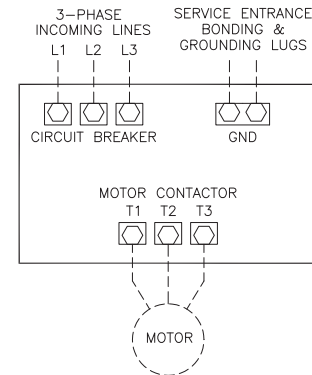 3-PHASE
INCOMING LINES
L1 L2 L3
SERVICE ENTRANCE
BONDING &
GROUNDING LUGS
CIRCUIT BREAKER
GND
MOTOR CONTACTOR
T1 T2 T3
MOTOR